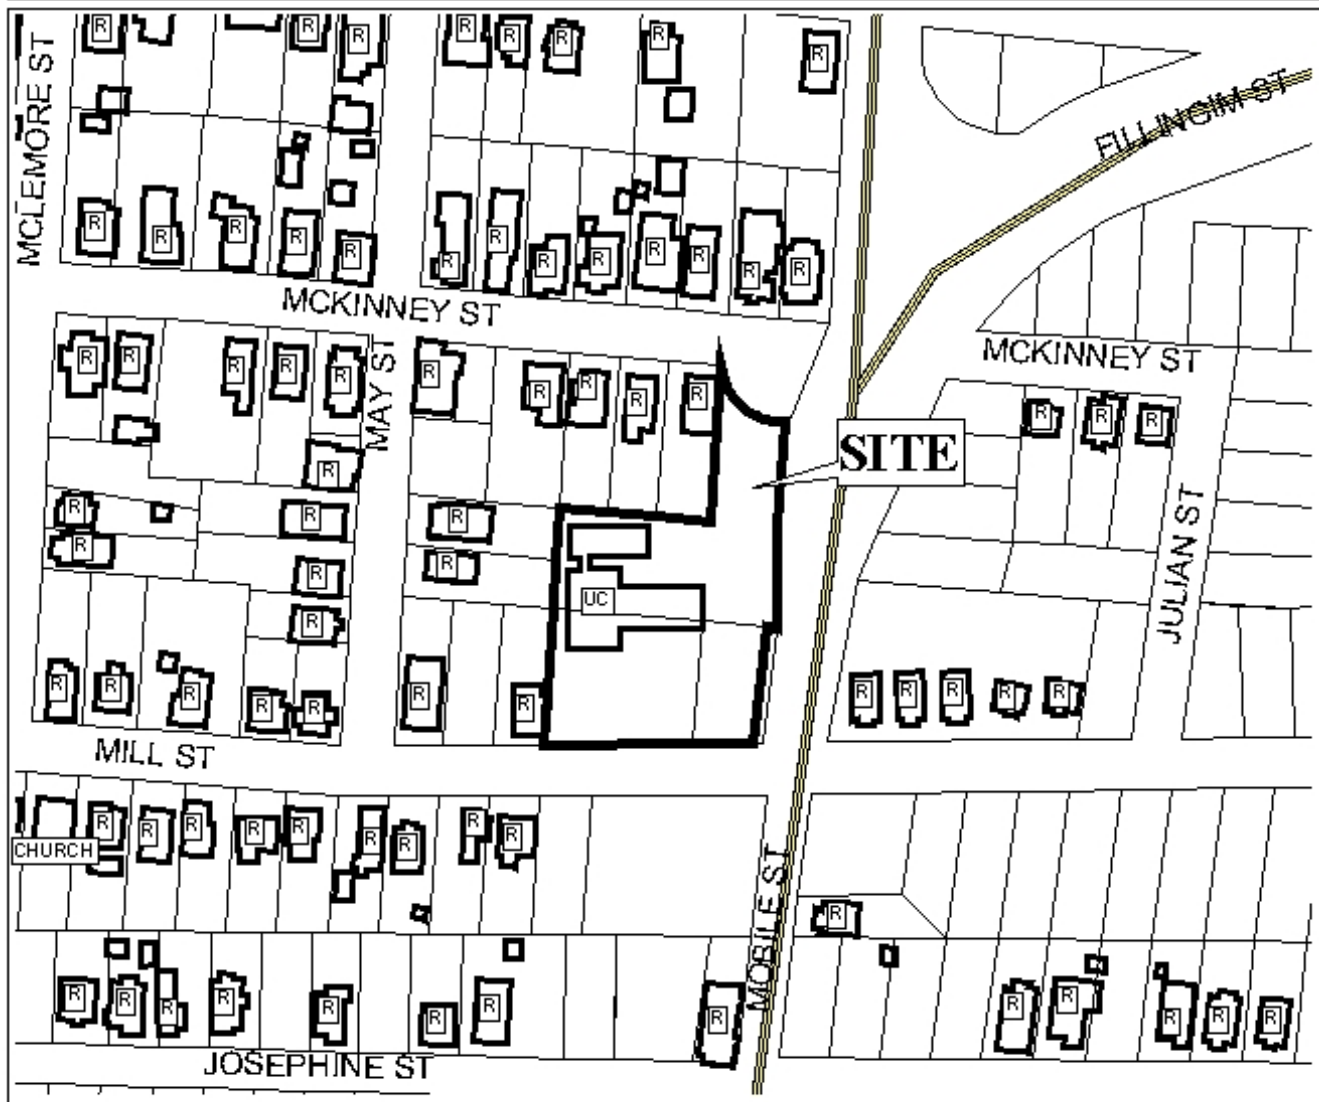 R R R R R R R R
MCLEMORE ST
FILLINGIM ST
R R R R R R R R R R R R R
MCKINNEY ST
MCKINNEY ST
MAY ST
R R R R R R R R R R
R R R
SITE
R
R R R
R R
R
UC
R
JULIAN ST
R R R R R R R
R R R R R
MILL ST
CHURCH
R R R R R R R R R
MOBILE ST
R
R R R R R R R R
R R R R R
JOSEPHINE ST